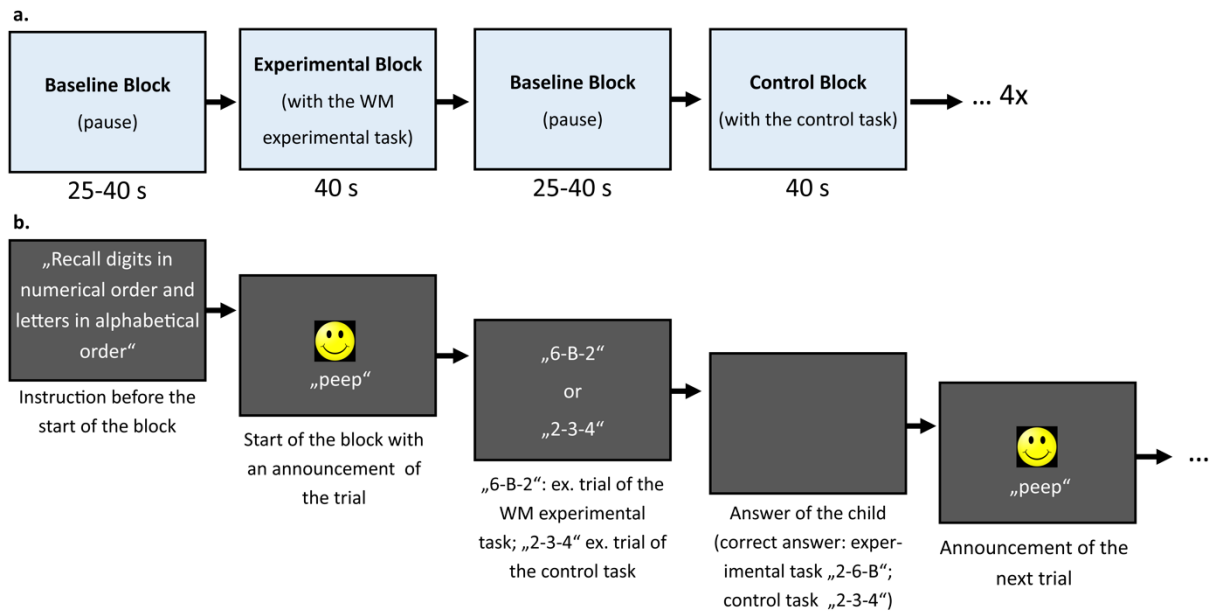 a.
Baseline Block
(pause)
25-40 s
Experimental Block
(with the WM
experimental task)
40 s
Baseline Block
(pause)
25-40 s
Control Block
(with the control task)
40 s
... 4x
b.
„Recall digits in
numerical order and
letters in alphabetical
order“
Instruction before the
start of the block
„peep“
Start of the block with
an announcement of
the trial
„6-B-2“
or
„2-3-4“
„6-B-2“: ex. trial of the
WM experimental
task; „2-3-4“ ex. trial of
the control task
Answer of the child
(correct answer: exper-
imental task „2-6-B“;
control task „2-3-4“)
„peep“
Announcement of the
next trial
...